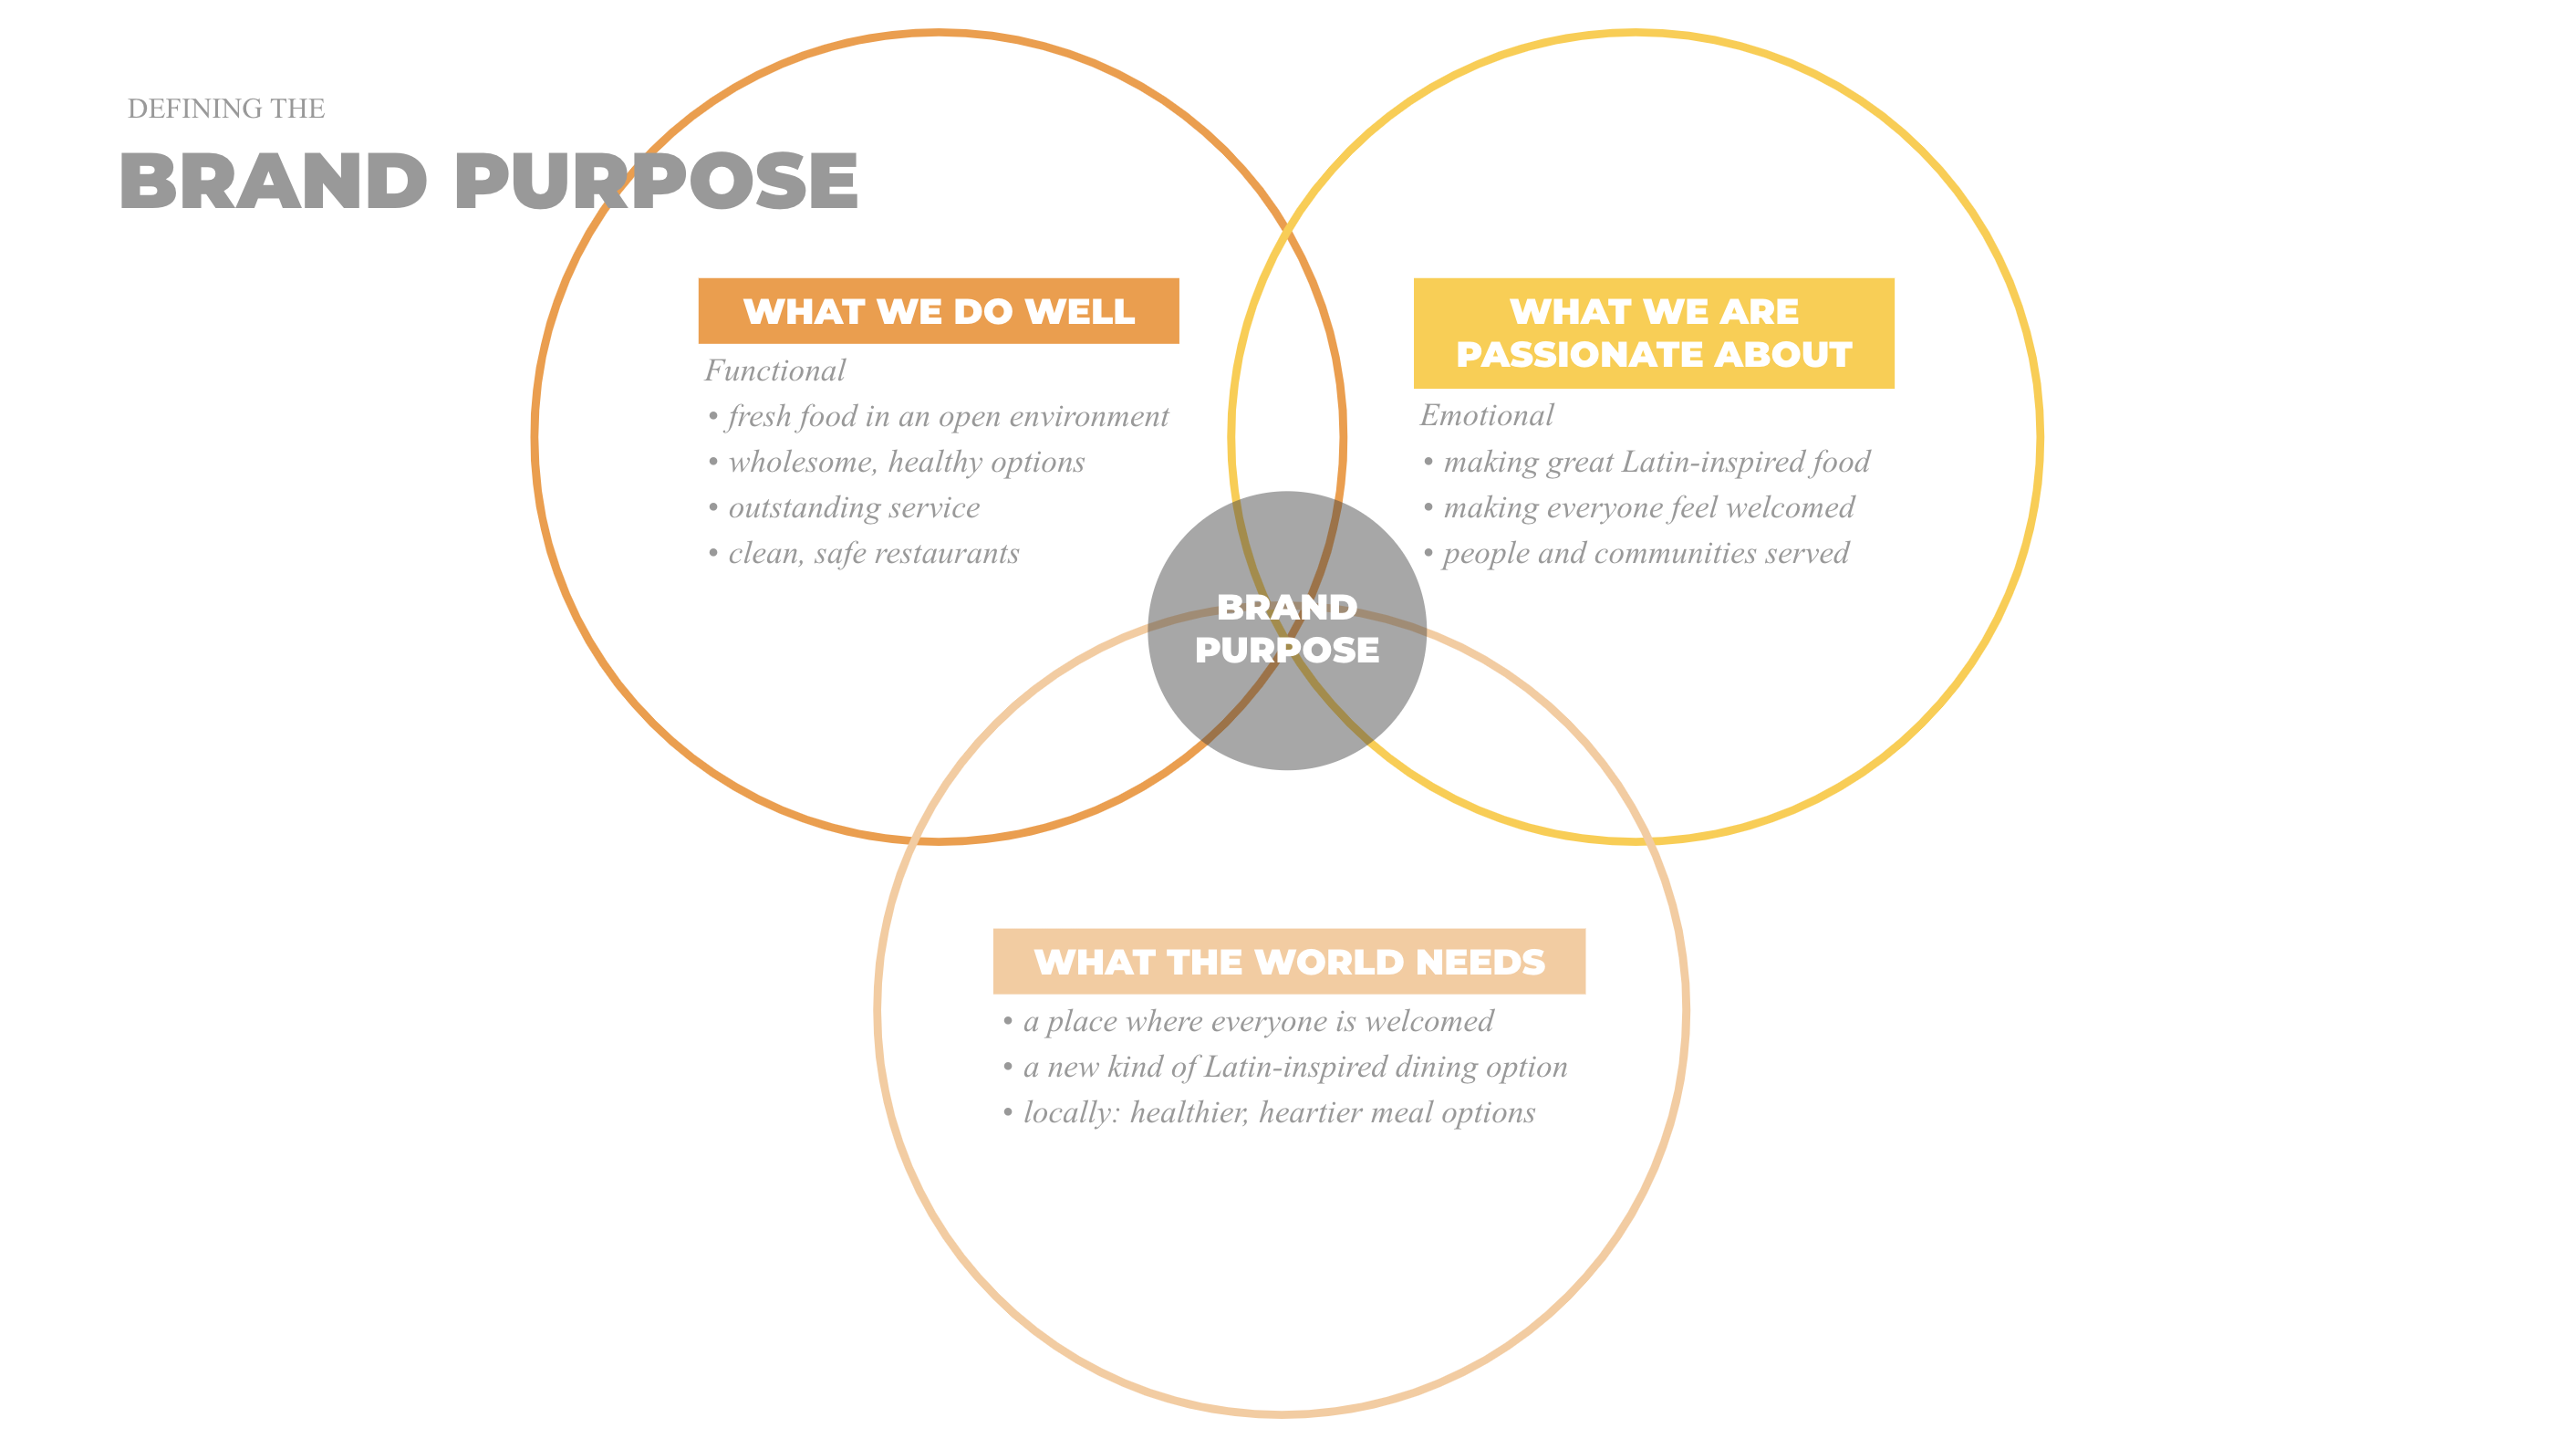 DEFINING THE
BRAND PURPOSE
WHAT WE DO WELL
Functional
• fresh food in an open environment
• wholesome, healthy options
• outstanding service
• clean, safe restaurants
WHAT WE ARE
PASSIONATE ABOUT
Emotional
• making great Latin-inspired food
• making everyone feel welcomed
• people and communities served
BRAND
PURPOSE
WHAT THE WORLD NEEDS
• a place where everyone is welcomed
• a new kind of Latin-inspired dining option
• locally: healthier, heartier meal options